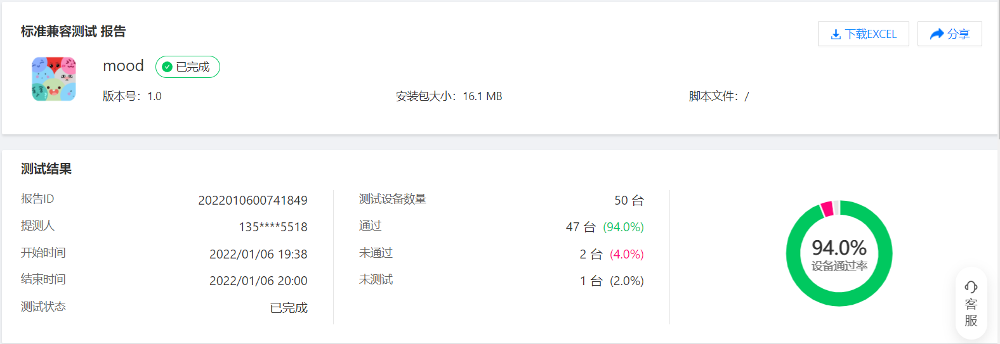 标准兼容测试 报告
下载EXCEL
分享
mood
已完成
版本号：1.0
安装包大小：16.1 MB
脚本文件：/
测试结果
报告ID 2022010600741849
提测人 135****5518
开始时间 2022/01/06 19:38
结束时间 2022/01/06 20:00
测试状态 已完成
测试设备数量 50 台
通过 47 台 (94.0%)
未通过 2 台 (4.0%)
未测试 1 台 (2.0%)
94.0%
设备通过率
客
服